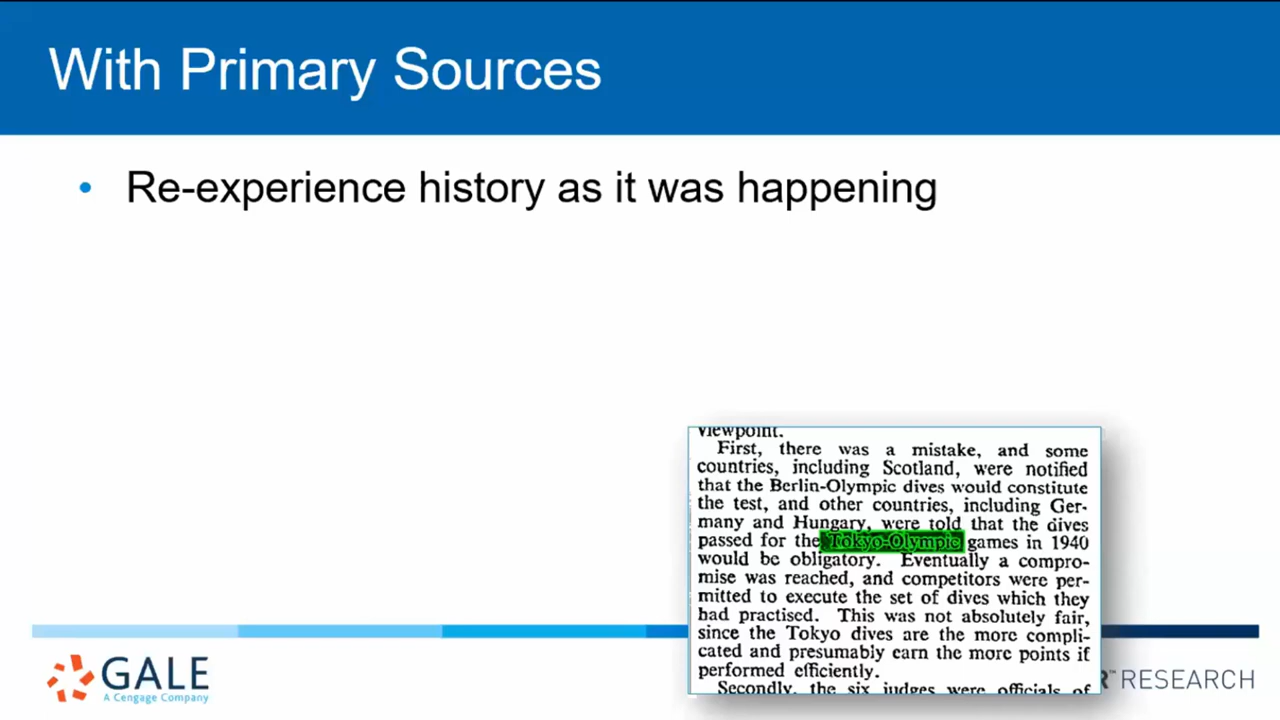 With Primary Sources
• Re-experience history as it was happening
viewpoint.
First, there was a mistake, and some
countries, including Scotland, were notified
that the Berlin-Olympic dives would constitute
the test, and other countries, including Ger-
many and Hungary, were told that the dives
passed for the Tokyo-Olympic games in 1940
would be obligatory. Eventually a compro-
mise was reached, and competitors were per-
mitted to execute the set of dives which they
had practised. This was not absolutely fair,
since the Tokyo dives are the more compli-
cated and presumably earn the more points if
performed efficiently.
Secondly, the six judges were officials of
GALE
A Cengage Company
R™ RESEARCH